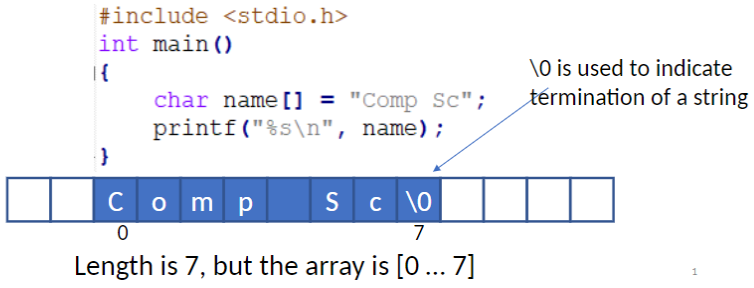 #include <stdio.h>
int main()
{
char name[] = "Comp Sc";
printf("%s\n", name);
}
\0 is used to indicate
termination of a string
C o m p S c \0
0 7
Length is 7, but the array is [0 … 7]
1